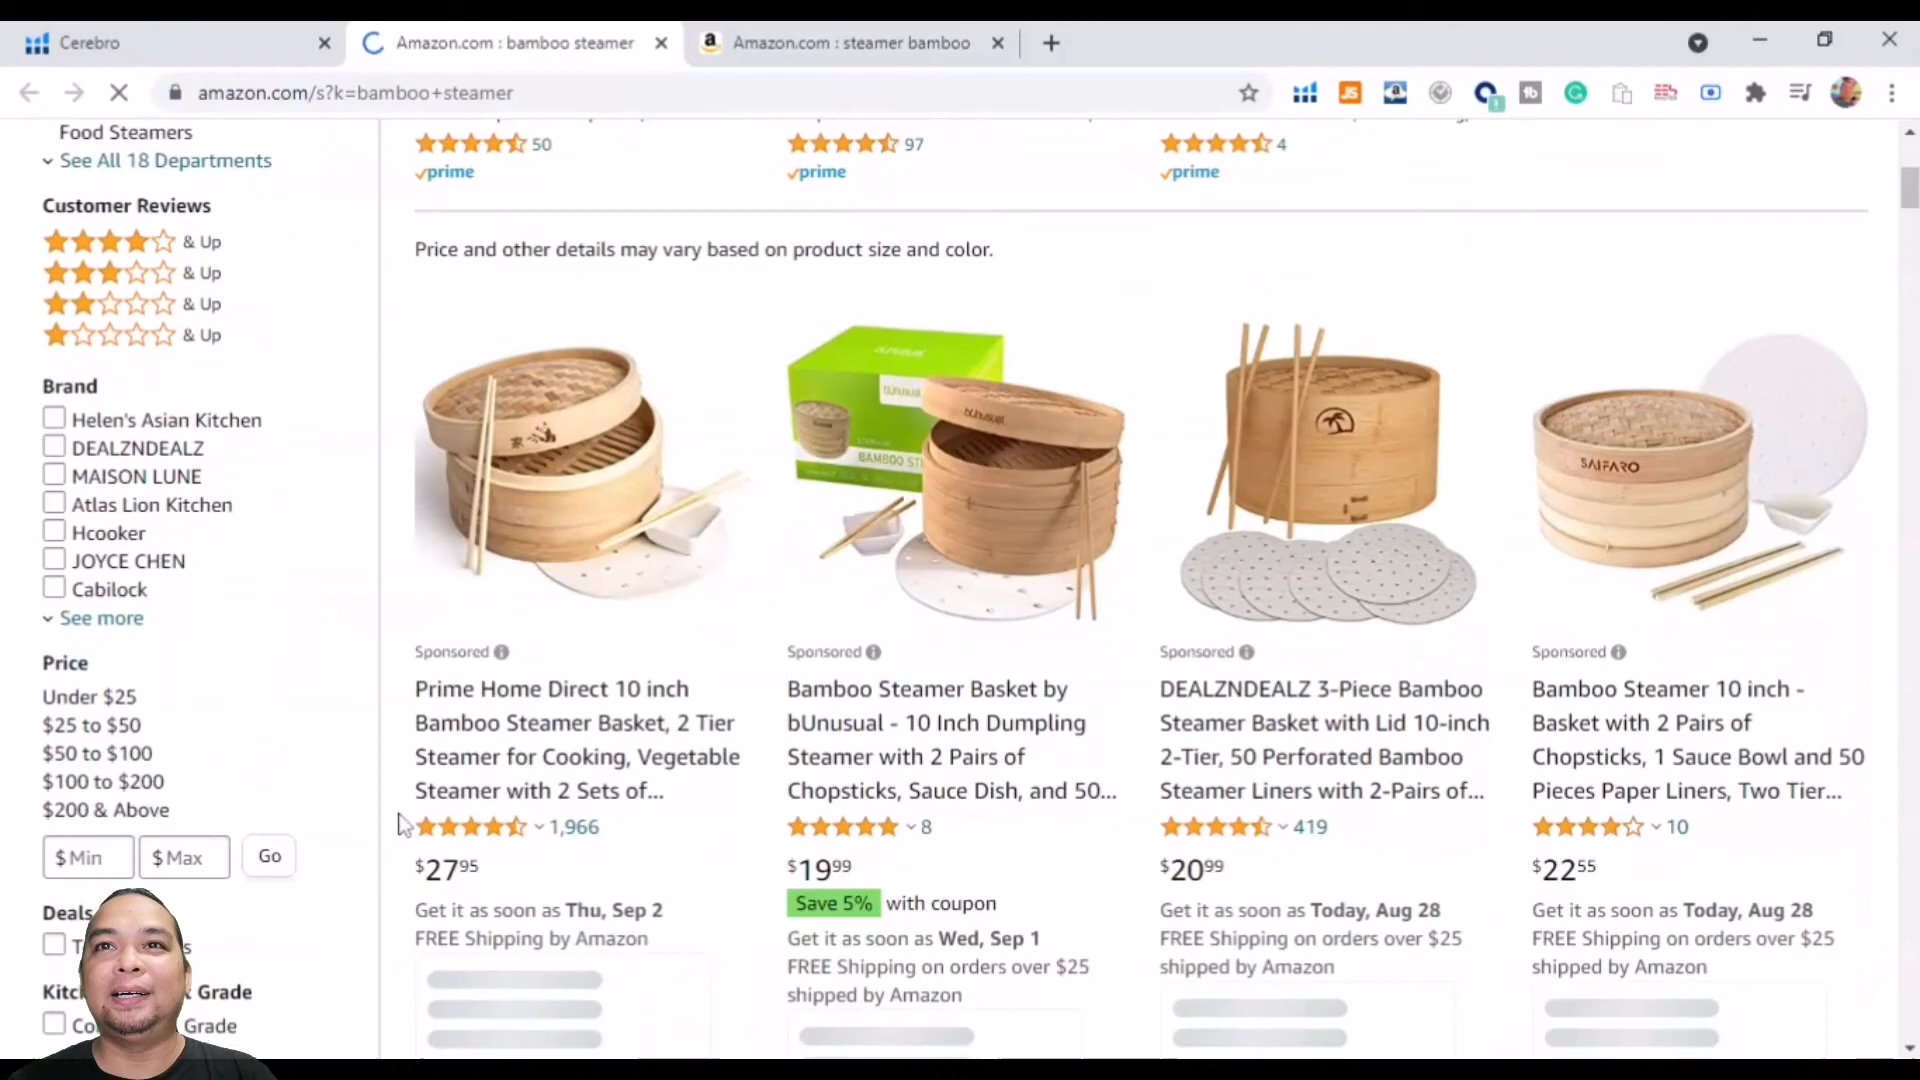 Cerebro
Amazon.com : bamboo steamer
Amazon.com : steamer bamboo
amazon.com/s?k=bamboo+steamer
Food Steamers
See All 18 Departments
Customer Reviews
& Up
& Up
& Up
& Up
Brand
Helen's Asian Kitchen
DEALZNDEALZ
MAISON LUNE
Atlas Lion Kitchen
Hcooker
JOYCE CHEN
Cabilock
See more
Price
Under $25
$25 to $50
$50 to $100
$100 to $200
$200 & Above
$ Min
$ Max
Go
Deals
Grade
Grade
50
prime
97
prime
4
prime
Price and other details may vary based on product size and color.
bUnusual
BAMBOO
bUnusual
SAIFARO
Sponsored
Prime Home Direct 10 inch
Bamboo Steamer Basket, 2 Tier
Steamer for Cooking, Vegetable
Steamer with 2 Sets of...
1,966
$27.95
Get it as soon as Thu, Sep 2
FREE Shipping by Amazon
Sponsored
Bamboo Steamer Basket by
bUnusual - 10 Inch Dumpling
Steamer with 2 Pairs of
Chopsticks, Sauce Dish, and 50...
8
$19.99
Save 5% with coupon
Get it as soon as Wed, Sep 1
FREE Shipping on orders over $25
shipped by Amazon
Sponsored
DEALZNDEALZ 3-Piece Bamboo
Steamer Basket with Lid 10-inch
2-Tier, 50 Perforated Bamboo
Steamer Liners with 2-Pairs of...
419
$20.99
Get it as soon as Today, Aug 28
FREE Shipping on orders over $25
shipped by Amazon
Sponsored
Bamboo Steamer 10 inch -
Basket with 2 Pairs of
Chopsticks, 1 Sauce Bowl and 50
Pieces Paper Liners, Two Tier...
10
$22.55
Get it as soon as Today, Aug 28
FREE Shipping on orders over $25
shipped by Amazon